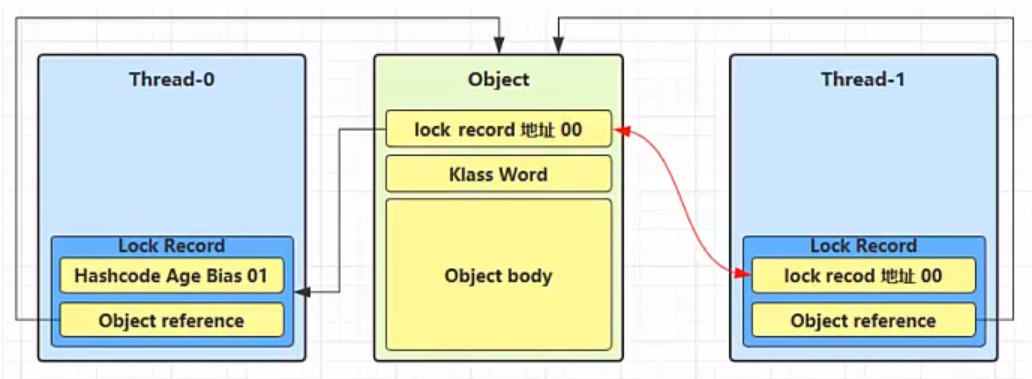 Thread-0
Lock Record
Hashcode Age Bias 01
Object reference
Object
lock record 地址 00
Klass Word
Object body
Thread-1
Lock Record
lock recod 地址 00
Object reference